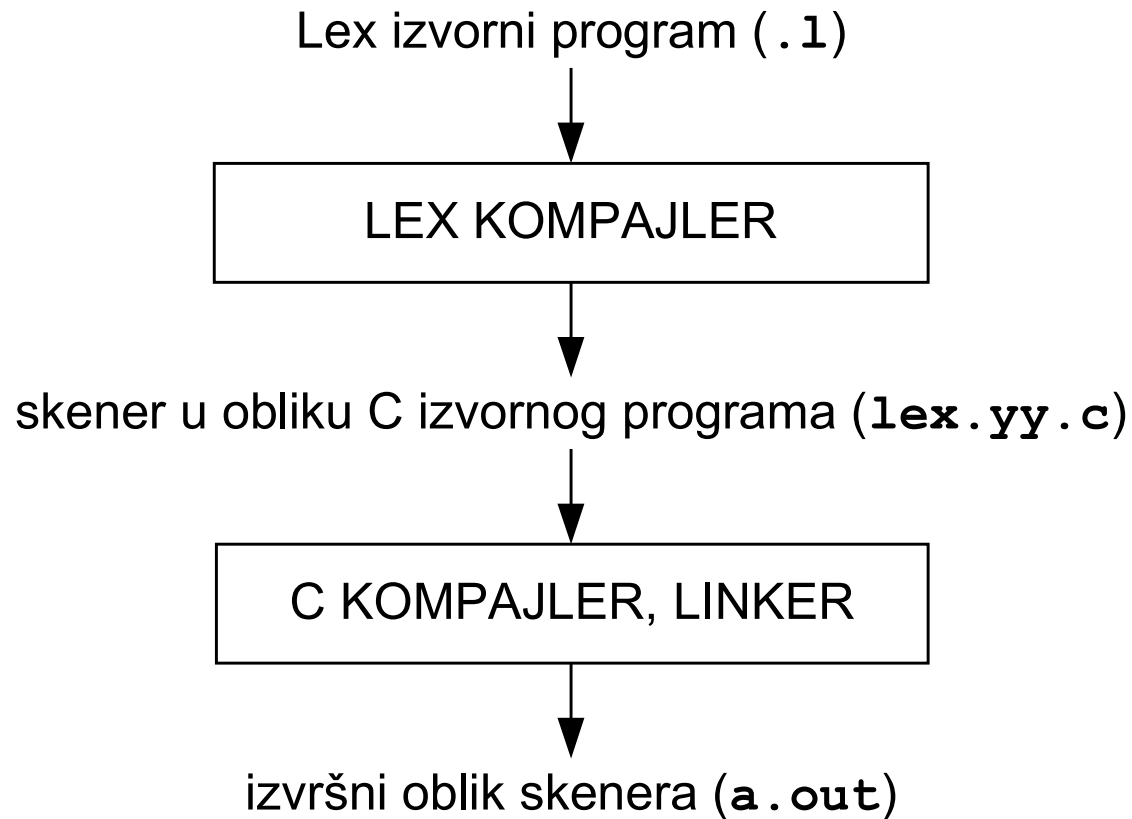 Lex izvorni program (.l)
LEX KOMPAJLER
skener u obliku C izvornog programa (lex.yy.c)
C KOMPAJLER, LINKER
izvršni oblik skenera (a.out)